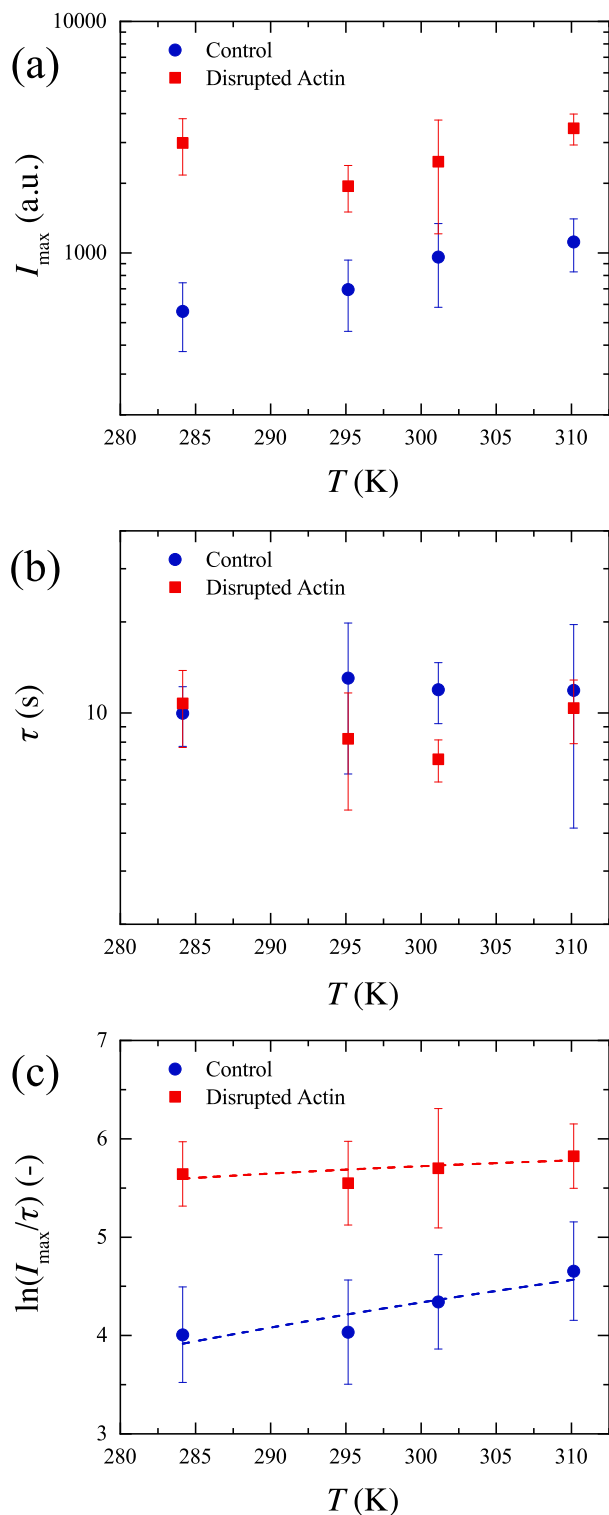 (a)
Control
Disrupted Actin
10000
1000
I_max (a.u.)
280 285 290 295 300 305 310
T (K)
(b)
Control
Disrupted Actin
10
τ (s)
280 285 290 295 300 305 310
T (K)
(c)
Control
Disrupted Actin
7
6
5
4
3
ln(I_max/τ) (-)
280 285 290 295 300 305 310
T (K)